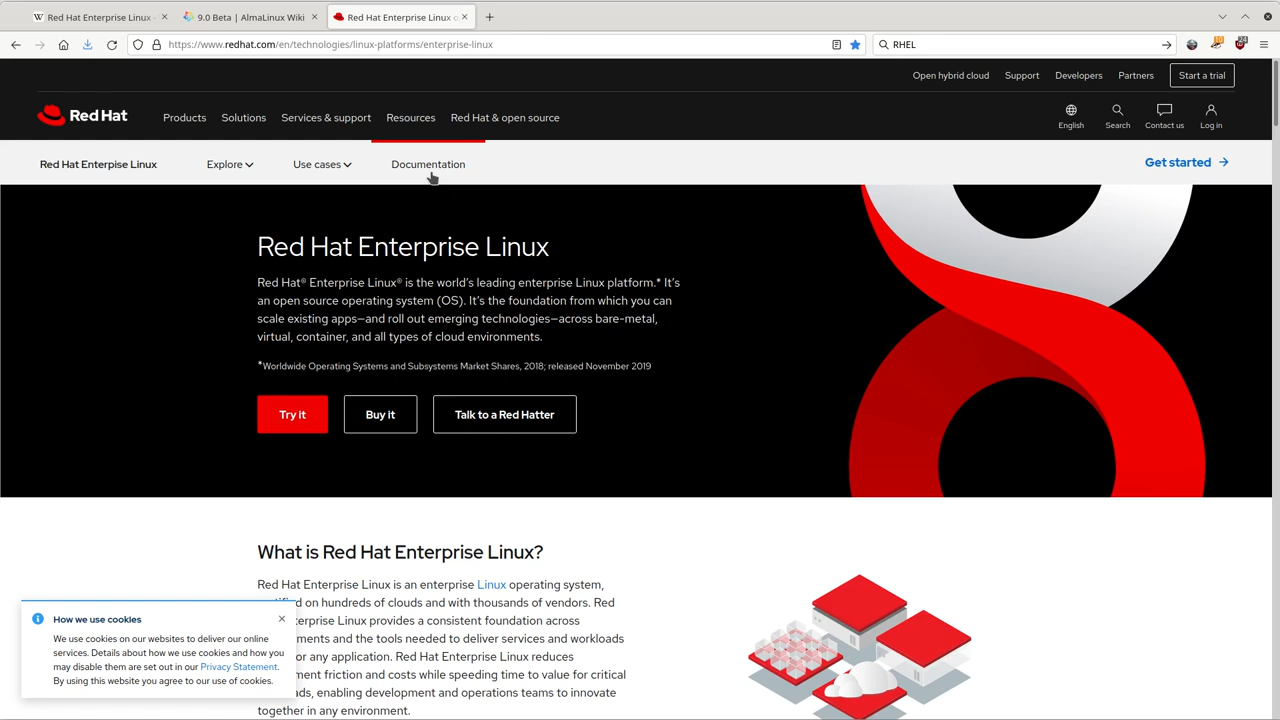 Red Hat Enterprise Linux -
9.0 Beta | AlmaLinux Wiki
Red Hat Enterprise Linux o
https://www.redhat.com/en/technologies/linux-platforms/enterprise-linux
RHEL
Open hybrid cloud Support Developers Partners Start a trial
Red Hat Products Solutions Services & support Resources Red Hat & open source
English Search Contact us Log in
Red Hat Enterpise Linux Explore Use cases Documentation Get started
Red Hat Enterprise Linux
Red Hat® Enterprise Linux® is the world's leading enterprise Linux platform.* It's
an open source operating system (OS). It's the foundation from which you can
scale existing apps—and roll out emerging technologies—across bare-metal,
virtual, container, and all types of cloud environments.
*Worldwide Operating Systems and Subsystems Market Shares, 2018; released November 2019
Try it Buy it Talk to a Red Hatter
What is Red Hat Enterprise Linux?
Red Hat Enterprise Linux is an enterprise Linux operating system,
on hundreds of clouds and with thousands of vendors. Red
Linux provides a consistent foundation across
and the tools needed to deliver services and workloads
or any application. Red Hat Enterprise Linux reduces
friction and costs while speeding time to value for critical
enabling development and operations teams to innovate
together in any environment.
How we use cookies
We use cookies on our websites to deliver our online
services. Details about how we use cookies and how you
may disable them are set out in our Privacy Statement.
By using this website you agree to our use of cookies.